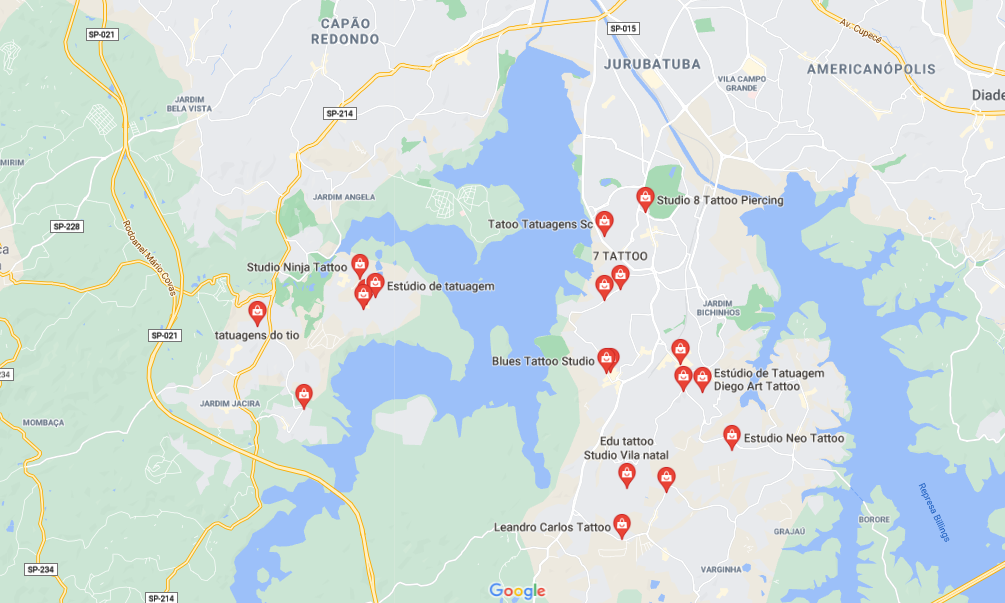 CAPÃO
REDONDO
SP-021
SP-015
Av. Cupecê
JURUBATUBA
AMERICANÓPOLIS
VILA CAMPO
GRANDE
Diade
JARDIM
BELA VISTA
SP-214
MIRIM
JARDIM ANGELA
Studio 8 Tattoo Piercing
SP-228
Tatoo Tatuagens Sc
Rodoanel Mário Covas
7 TATTOO
Studio Ninja Tattoo
Estúdio de tatuagem
JARDIM
BICHINHOS
tatuagens do tio
SP-021
Blues Tattoo Studio
234
Estúdio de Tatuagem
Diego Art Tattoo
JARDIM JACIRA
MOMBAÇA
Edu tattoo
Studio Vila natal
Estudio Neo Tattoo
Represa Billings
Leandro Carlos Tattoo
BORORE
GRAJAÚ
SP-234
VARGINHA
SP-214
Google